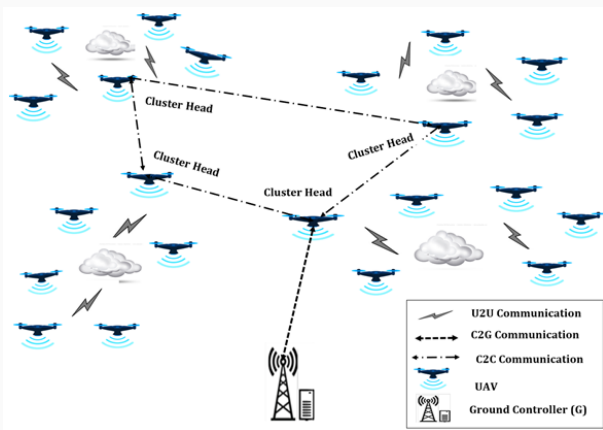 Cluster Head
Cluster Head
Cluster Head
Cluster Head
U2U Communication
C2G Communication
C2C Communication
UAV
Ground Controller (G)